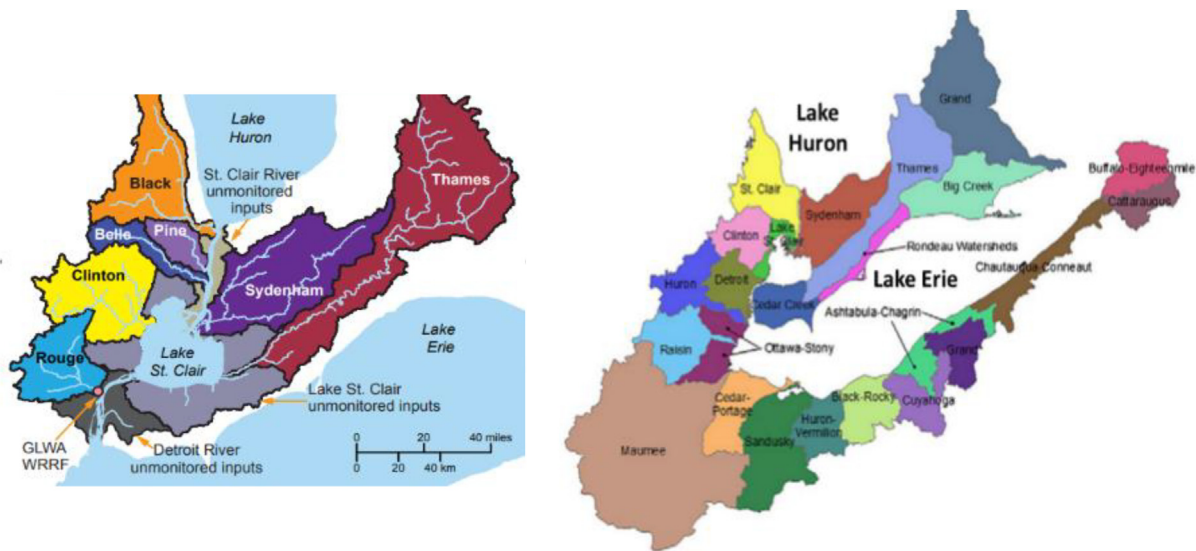 Lake
Huron
St. Clair River
unmonitored
inputs
Black
Thames
Belle
Pine
Clinton
Sydenham
Lake
Erie
Rouge
Lake
St. Clair
Lake St. Clair
unmonitored inputs
GLWA
WRRF
Detroit River
unmonitored inputs
0 20 40 miles
0 20 40 km
Grand
Lake
Huron
Thames
Buffalo-Eighteenmile
St. Clair
Big Creek
Cattaraugus
Sydenham
Clinton
Lake
St. Clair
Rondeau Watersheds
Chautauqua-Conneaut
Huron
Detroit
Lake Erie
Cedar Creek
Ashtabula-Chagrin
Raisin
Ottawa-Stony
Grand
Cedar-
Portage
Black-Rocky
Cuyahoga
Huron-
Vermilion
Maumee
Sandusky